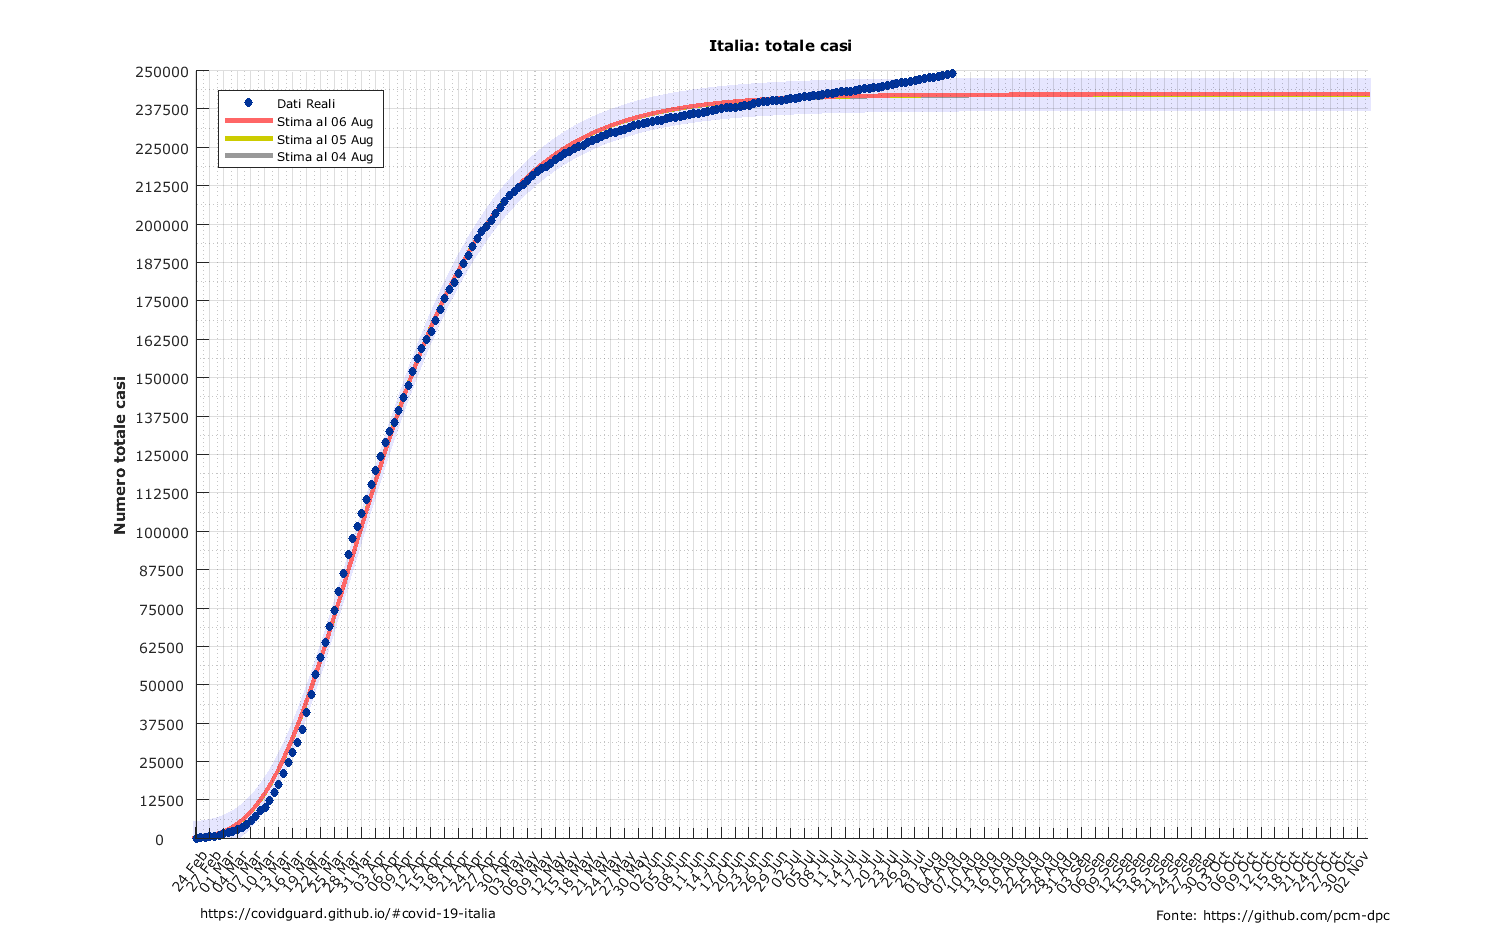 Italia: totale casi
250000
237500
225000
212500
200000
187500
175000
162500
150000
137500
125000
112500
100000
87500
75000
62500
50000
37500
25000
12500
0
Numero totale casi
Dati Reali
Stima al 06 Aug
Stima al 05 Aug
Stima al 04 Aug
24 Feb
27 Feb
01 Mar
04 Mar
07 Mar
10 Mar
13 Mar
16 Mar
19 Mar
22 Mar
25 Mar
28 Mar
31 Mar
03 Apr
06 Apr
09 Apr
12 Apr
15 Apr
18 Apr
21 Apr
24 Apr
27 Apr
30 Apr
03 May
06 May
09 May
12 May
15 May
18 May
21 May
24 May
27 May
30 May
02 Jun
05 Jun
08 Jun
11 Jun
14 Jun
17 Jun
20 Jun
23 Jun
26 Jun
29 Jun
02 Jul
05 Jul
08 Jul
11 Jul
14 Jul
17 Jul
20 Jul
23 Jul
26 Jul
29 Jul
01 Aug
04 Aug
07 Aug
10 Aug
13 Aug
16 Aug
19 Aug
22 Aug
25 Aug
28 Aug
31 Aug
03 Sep
06 Sep
09 Sep
12 Sep
15 Sep
18 Sep
21 Sep
24 Sep
27 Sep
30 Sep
03 Oct
06 Oct
09 Oct
12 Oct
15 Oct
18 Oct
21 Oct
24 Oct
27 Oct
30 Oct
02 Nov
https://covidguard.github.io/#covid-19-italia
Fonte: https://github.com/pcm-dpc